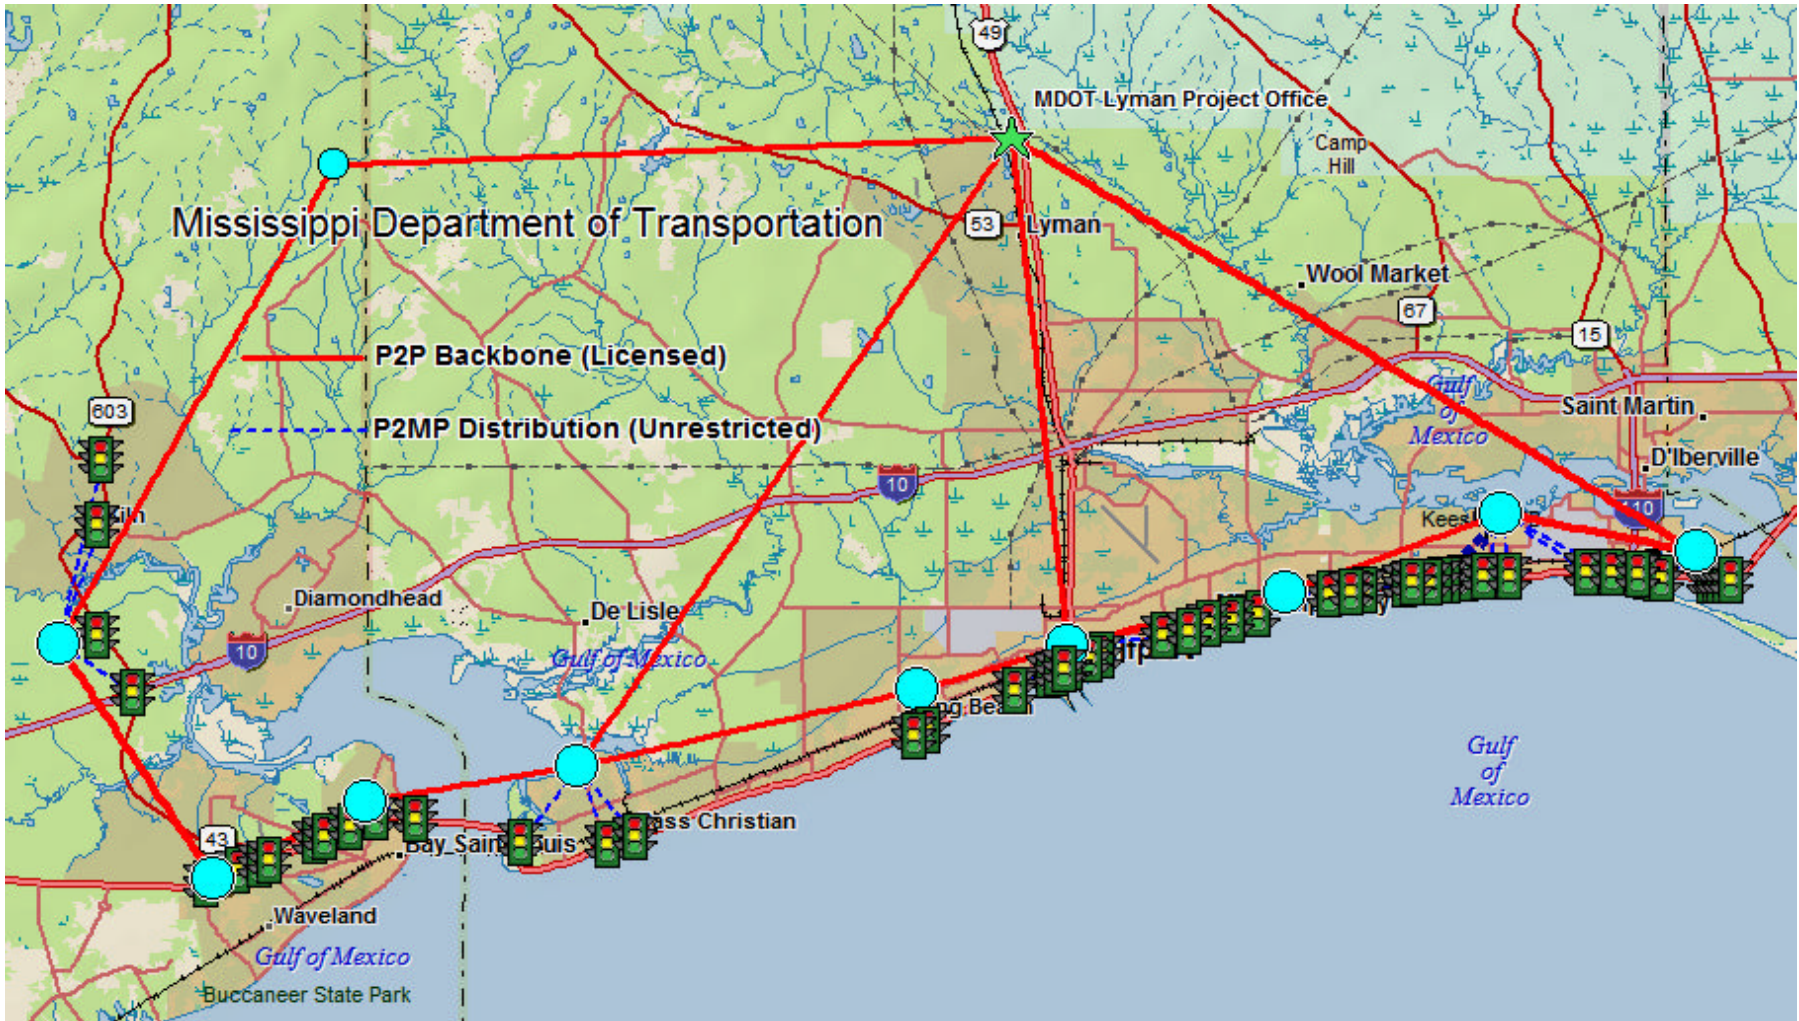 49
MDOT Lyman Project Office
Camp
Hill
Mississippi Department of Transportation
53
Lyman
Wool Market
67
15
P2P Backbone (Licensed)
Gulf
of
Mexico
Saint Martin
603
P2MP Distribution (Unrestricted)
D'Iberville
10
10
Diamondhead
De Lisle
10
Gulf of Mexico
Gulf
of
Mexico
43
Bay Saint
Christian
Waveland
Gulf of Mexico
Buccaneer State Park